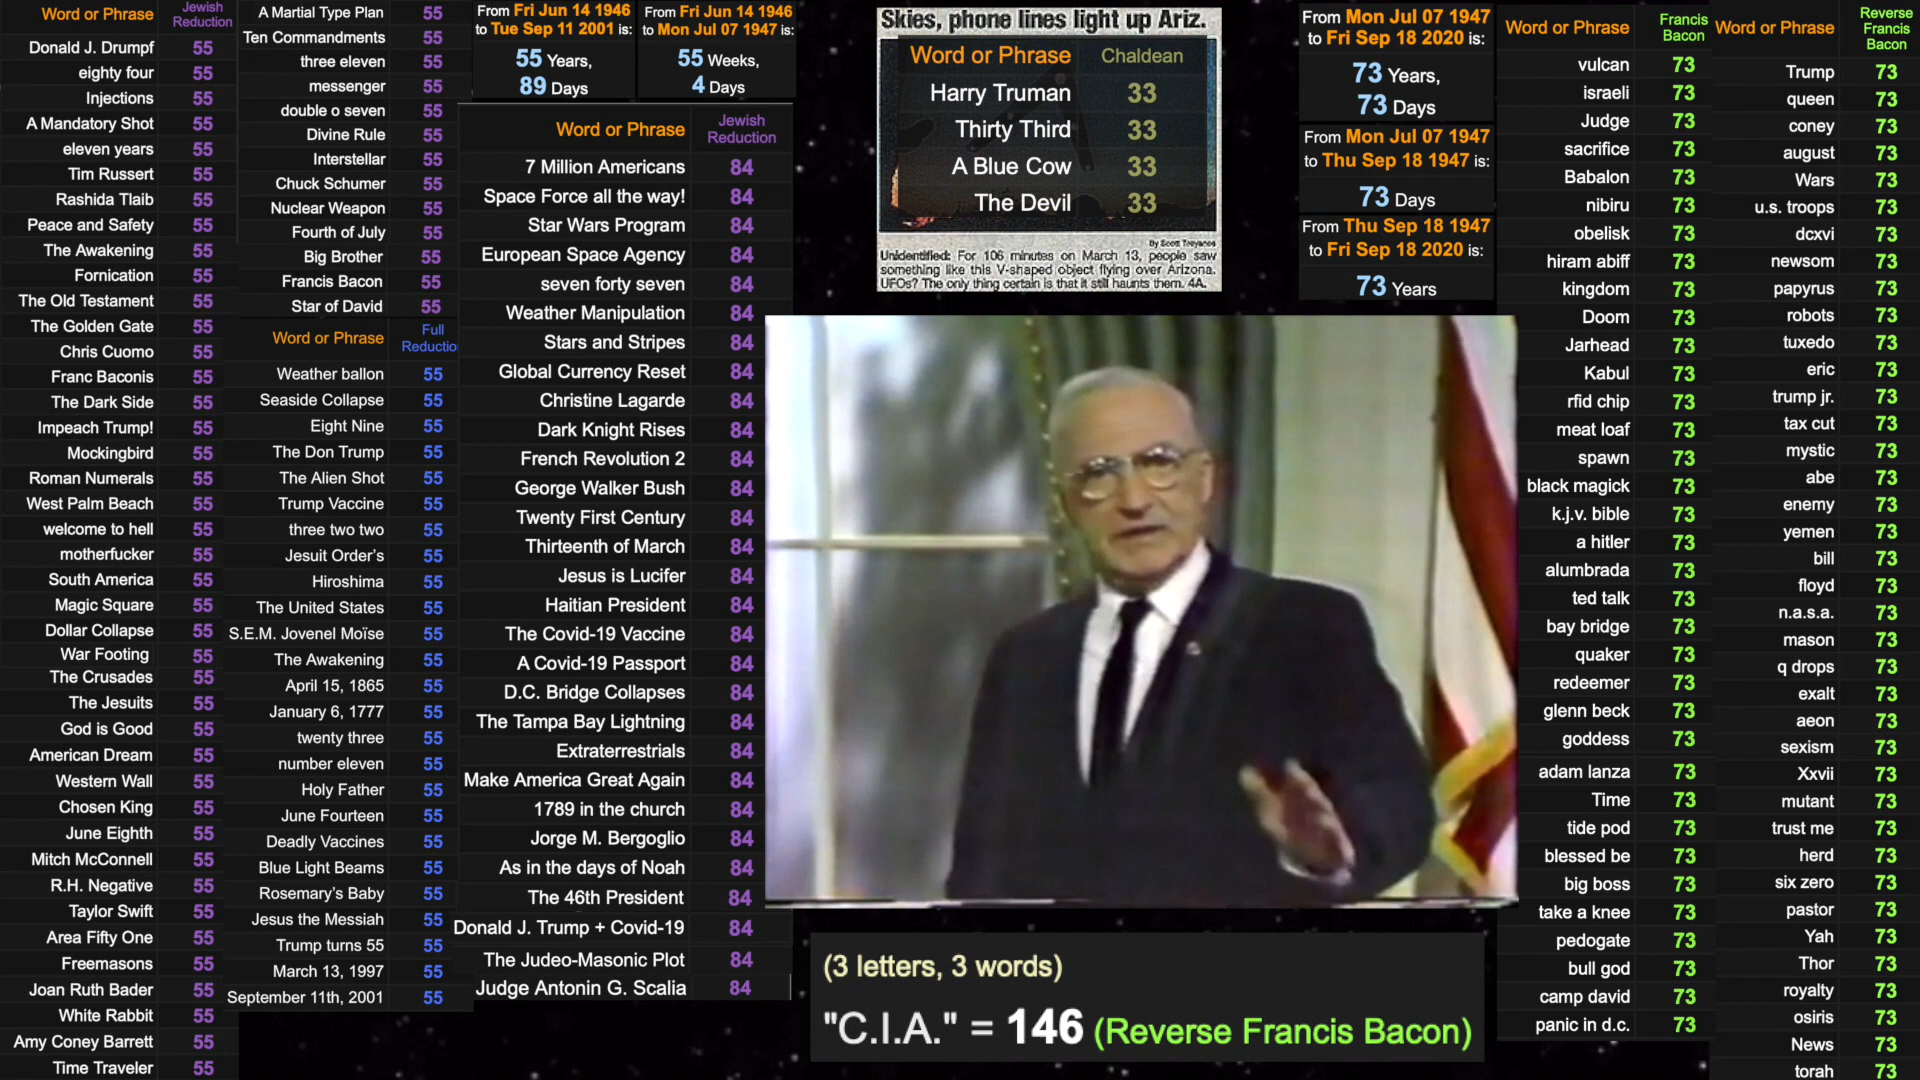 Word or Phrase Jewish Reduction
Donald J. Drumpf 55
eighty four 55
Injections 55
A Mandatory Shot 55
eleven years 55
Tim Russert 55
Rashida Tlaib 55
Peace and Safety 55
The Awakening 55
Fornication 55
The Old Testament 55
The Golden Gate 55
Chris Cuomo 55
Franc Baconis 55
The Dark Side 55
Impeach Trump! 55
Mockingbird 55
Roman Numerals 55
West Palm Beach 55
welcome to hell 55
motherfucker 55
South America 55
Magic Square 55
Dollar Collapse 55
War Footing 55
The Crusades 55
The Jesuits 55
God is Good 55
American Dream 55
Western Wall 55
Chosen King 55
June Eighth 55
Mitch McConnell 55
R.H. Negative 55
Taylor Swift 55
Area Fifty One 55
Freemasons 55
Joan Ruth Bader 55
White Rabbit 55
Amy Coney Barrett 55
Time Traveler 55
A Martial Type Plan 55
Ten Commandments 55
three eleven 55
messenger 55
double o seven 55
Divine Rule 55
Interstellar 55
Chuck Schumer 55
Nuclear Weapon 55
Fourth of July 55
Big Brother 55
Francis Bacon 55
Star of David 55
Word or Phrase Full Reductio
Weather ballon 55
Seaside Collapse 55
Eight Nine 55
The Don Trump 55
The Alien Shot 55
Trump Vaccine 55
three two two 55
Jesuit Order's 55
Hiroshima 55
The United States 55
S.E.M. Jovenel Moïse 55
The Awakening 55
April 15, 1865 55
January 6, 1777 55
twenty three 55
number eleven 55
Holy Father 55
June Fourteen 55
Deadly Vaccines 55
Blue Light Beams 55
Rosemary's Baby 55
Jesus the Messiah 55
Trump turns 55 55
March 13, 1997 55
September 11th, 2001 55
From Fri Jun 14 1946
to Tue Sep 11 2001 is:
55 Years,
89 Days
From Fri Jun 14 1946
to Mon Jul 07 1947 is:
55 Weeks,
4 Days
Word or Phrase Jewish Reduction
7 Million Americans 84
Space Force all the way! 84
Star Wars Program 84
European Space Agency 84
seven forty seven 84
Weather Manipulation 84
Stars and Stripes 84
Global Currency Reset 84
Christine Lagarde 84
Dark Knight Rises 84
French Revolution 2 84
George Walker Bush 84
Twenty First Century 84
Thirteenth of March 84
Jesus is Lucifer 84
Haitian President 84
The Covid-19 Vaccine 84
A Covid-19 Passport 84
D.C. Bridge Collapses 84
The Tampa Bay Lightning 84
Extraterrestrials 84
Make America Great Again 84
1789 in the church 84
Jorge M. Bergoglio 84
As in the days of Noah 84
The 46th President 84
Donald J. Trump + Covid-19 84
The Judeo-Masonic Plot 84
Judge Antonin G. Scalia 84
Skies, phone lines light up Ariz.
Word or Phrase Chaldean
Harry Truman 33
Thirty Third 33
A Blue Cow 33
The Devil 33
By Scott Treyanos
Unidentified: For 106 minutes on March 13, people saw
something like this V-shaped object flying over Arizona.
UFOs? The only thing certain is that it still haunts them. 4A.
From Mon Jul 07 1947
to Fri Sep 18 2020 is:
73 Years,
73 Days
From Mon Jul 07 1947
to Thu Sep 18 1947 is:
73 Days
From Thu Sep 18 1947
to Fri Sep 18 2020 is:
73 Years
(3 letters, 3 words)
"C.I.A." = 146 (Reverse Francis Bacon)
Word or Phrase Francis Bacon
vulcan 73
israeli 73
Judge 73
sacrifice 73
Babalon 73
nibiru 73
obelisk 73
hiram abiff 73
kingdom 73
Doom 73
Jarhead 73
Kabul 73
rfid chip 73
meat loaf 73
spawn 73
black magick 73
k.j.v. bible 73
a hitler 73
alumbrada 73
ted talk 73
bay bridge 73
quaker 73
redeemer 73
glenn beck 73
goddess 73
adam lanza 73
Time 73
tide pod 73
blessed be 73
big boss 73
take a knee 73
pedogate 73
bull god 73
camp david 73
panic in d.c. 73
Word or Phrase Reverse Francis Bacon
Trump 73
queen 73
coney 73
august 73
Wars 73
u.s. troops 73
dcxvi 73
newsom 73
papyrus 73
robots 73
tuxedo 73
eric 73
trump jr. 73
tax cut 73
mystic 73
abe 73
enemy 73
yemen 73
bill 73
floyd 73
n.a.s.a. 73
mason 73
q drops 73
exalt 73
aeon 73
sexism 73
Xxvii 73
mutant 73
trust me 73
herd 73
six zero 73
pastor 73
Yah 73
Thor 73
royalty 73
osiris 73
News 73
torah 73